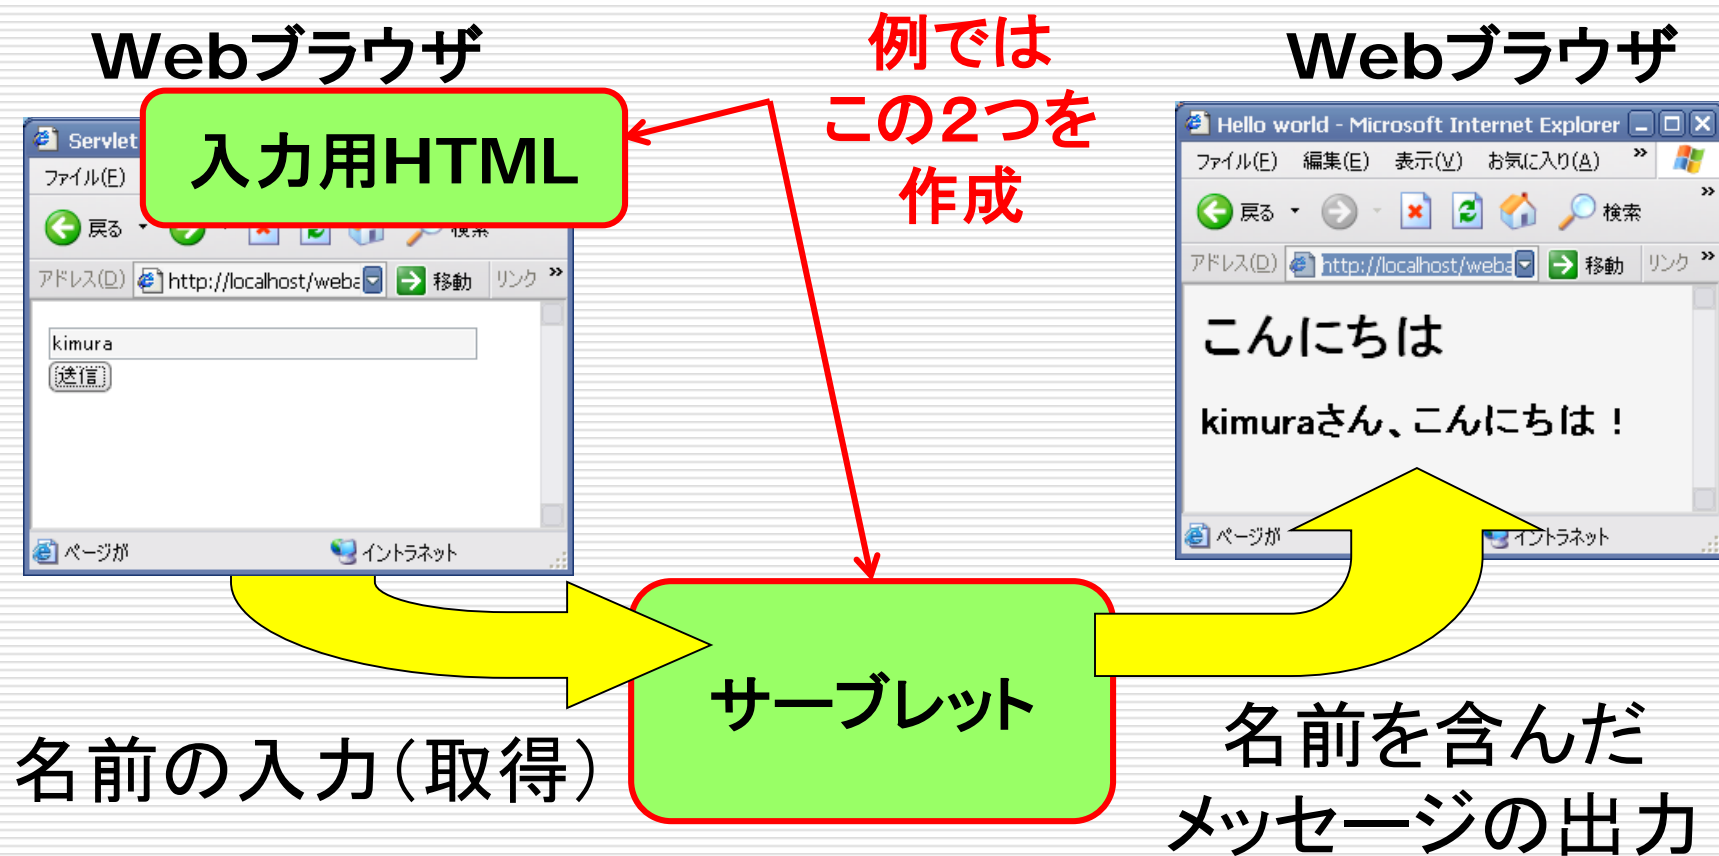 Webブラウザ
入力用HTML
Servlet
ファイル(F)
戻る
検索
アドレス(D) http://localhost/weba 移動 リンク »
kimura
送信
ページが
イントラネット
名前の入力(取得)
例では
この２つを
作成
サーブレット
Webブラウザ
Hello world - Microsoft Internet Explorer
ファイル(F) 編集(E) 表示(V) お気に入り(A) »
戻る 検索 »
アドレス(D) http://localhost/weba 移動 リンク »
こんにちは
kimuraさん、こんにちは！
ページが
イントラネット
名前を含んだ
メッセージの出力